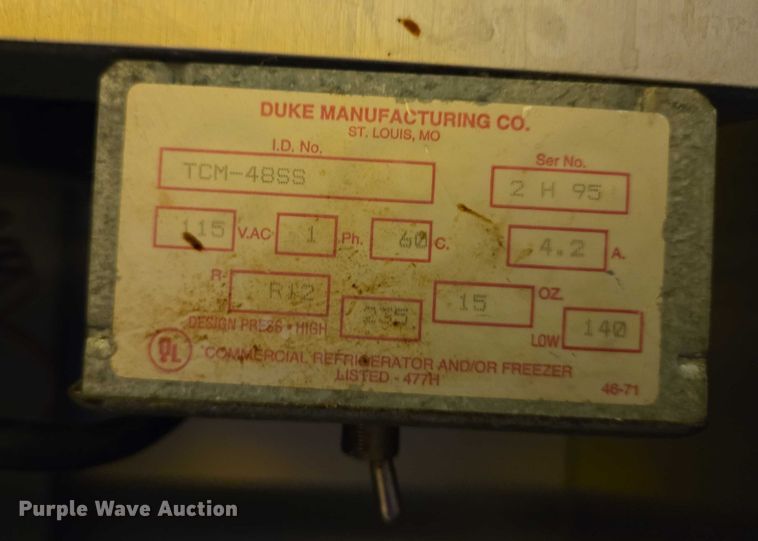 DUKE MANUFACTURING CO.
ST. LOUIS, MO
I.D. No. Ser No.
TCM-48SS 2 H 95
115 V.AC 1 .Ph. 60 C. 4.2 A.
R- R12 235 15 OZ.
DESIGN PRESS • HIGH LOW 140
UL COMMERCIAL REFRIGERATOR AND/OR FREEZER
LISTED - 477H 46-71
Purple Wave Auction